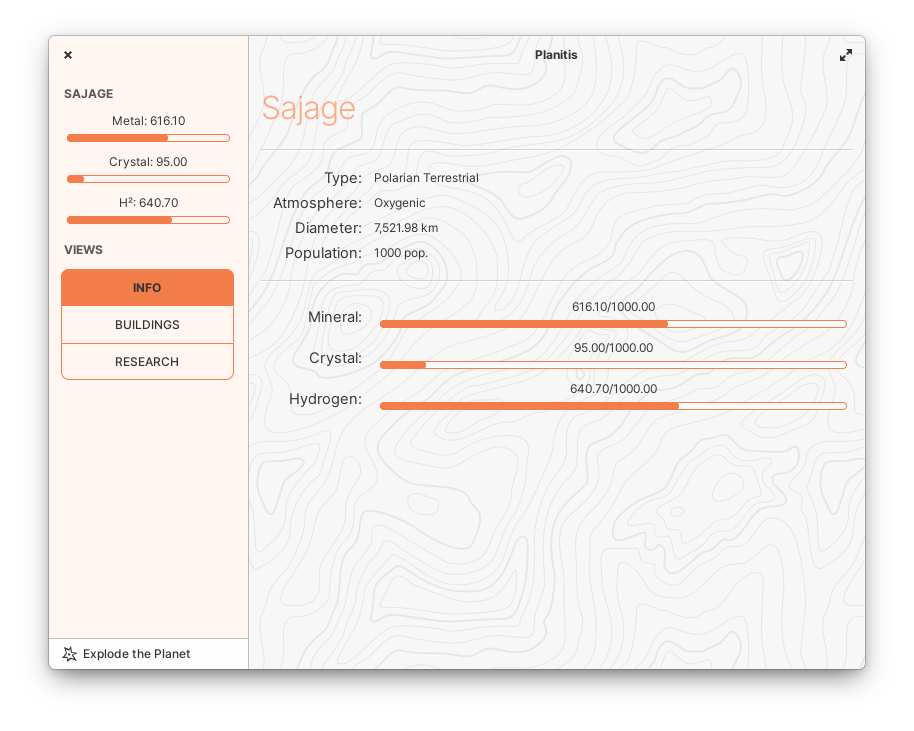 Planitis
SAJAGE
Metal: 616.10
Crystal: 95.00
H²: 640.70
VIEWS
INFO
BUILDINGS
RESEARCH
Explode the Planet
Sajage
Type: Polarian Terrestrial
Atmosphere: Oxygenic
Diameter: 7,521.98 km
Population: 1000 pop.
616.10/1000.00
Mineral:
95.00/1000.00
Crystal:
640.70/1000.00
Hydrogen: